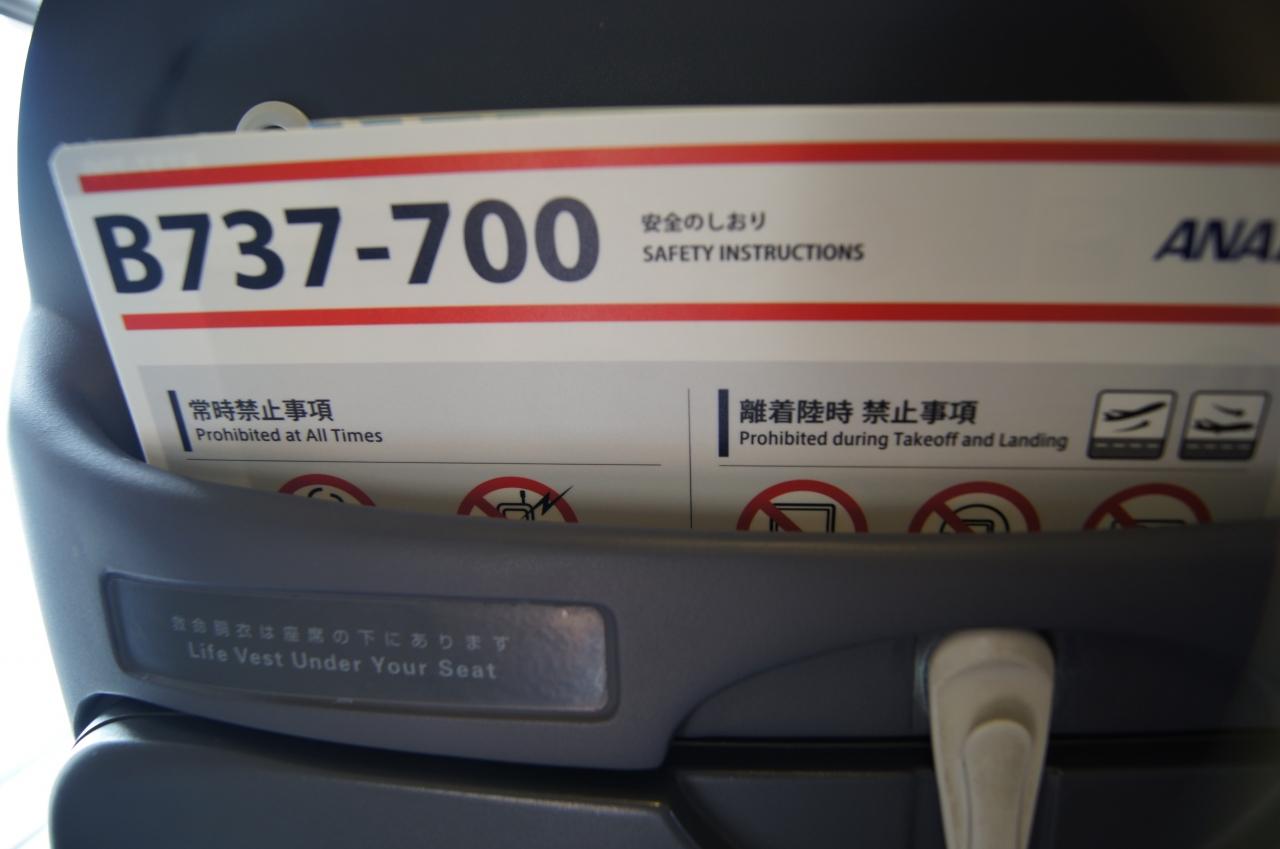 B737-700
安全のしおり
SAFETY INSTRUCTIONS
ANA
常時禁止事項
Prohibited at All Times
離着陸時 禁止事項
Prohibited during Takeoff and Landing
救命胴衣は座席の下にあります
Life Vest Under Your Seat